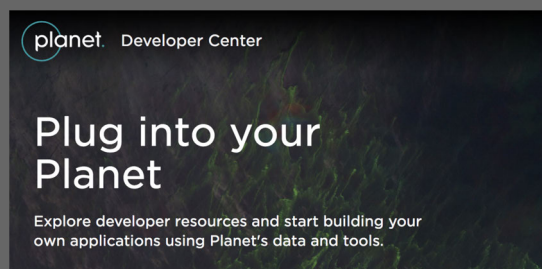 planet. Developer Center
Plug into your
Planet
Explore developer resources and start building your
own applications using Planet's data and tools.